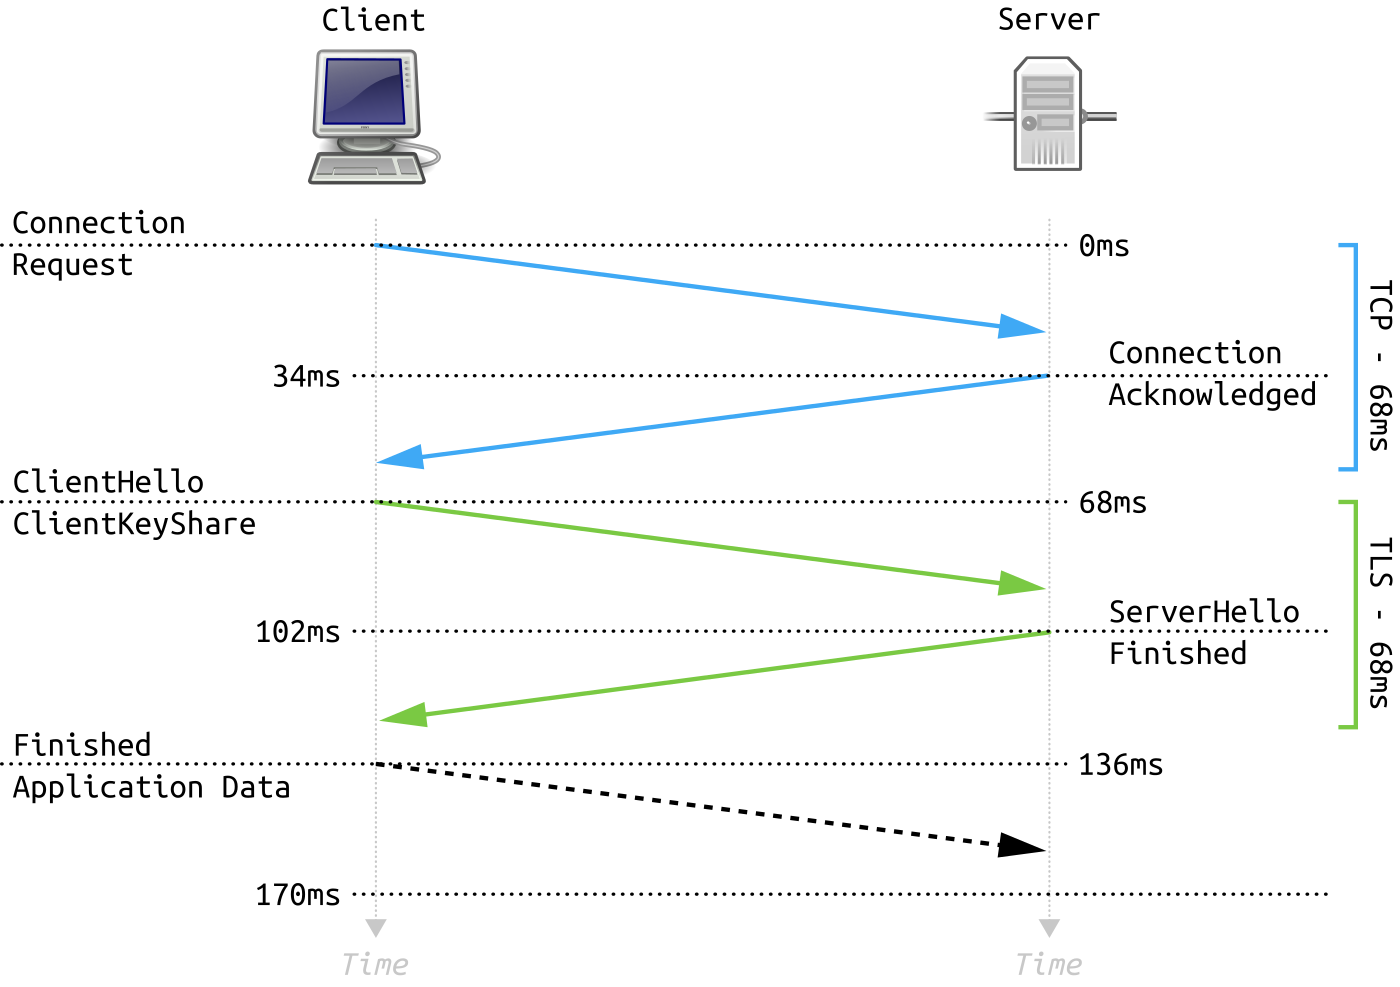 Client
Server
Connection
Request
0ms
34ms
Connection
Acknowledged
TCP - 68ms
ClientHello
ClientKeyShare
68ms
102ms
ServerHello
Finished
TLS - 68ms
Finished
Application Data
136ms
170ms
Time
Time